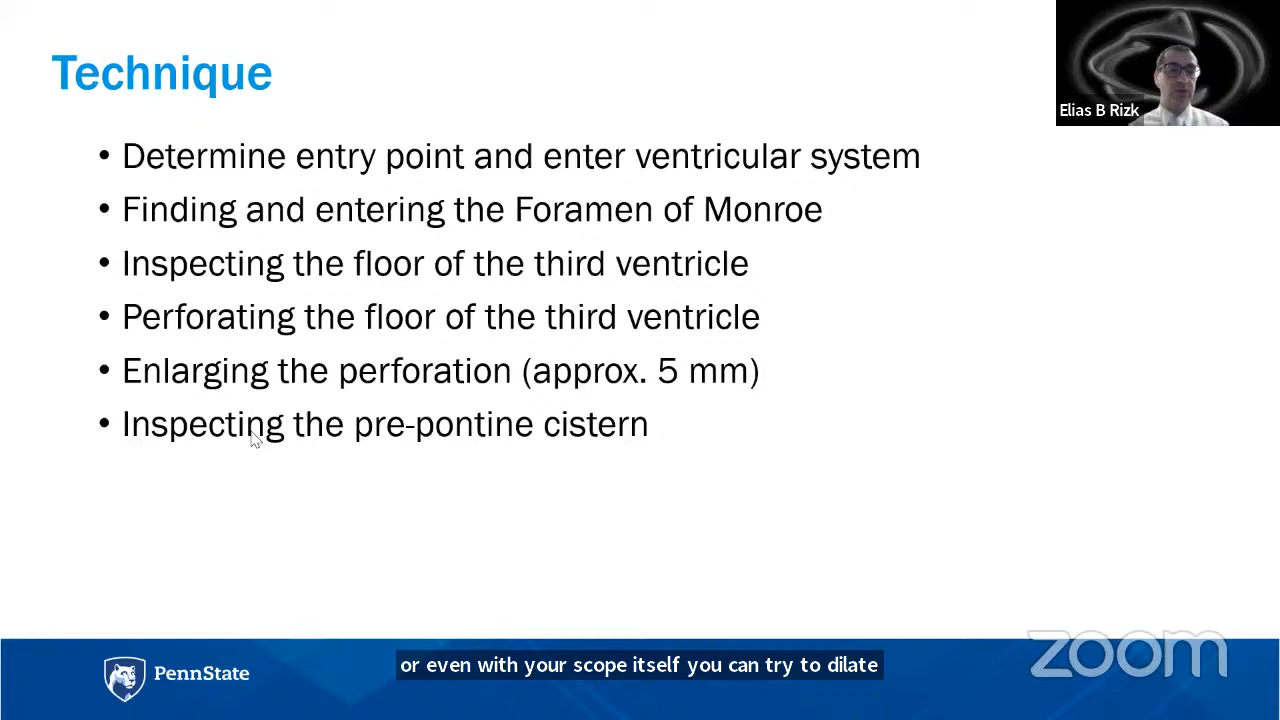 Technique
Elias B Rizk
• Determine entry point and enter ventricular system
• Finding and entering the Foramen of Monroe
• Inspecting the floor of the third ventricle
• Perforating the floor of the third ventricle
• Enlarging the perforation (approx. 5 mm)
• Inspecting the pre-pontine cistern
or even with your scope itself you can try to dilate
PennState
zoom